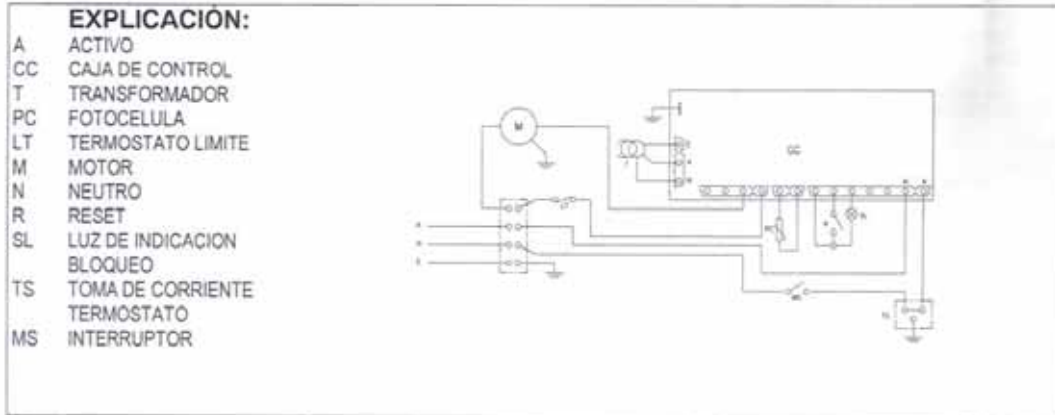 EXPLICACIÓN:
A ACTIVO
CC CAJA DE CONTROL
T TRANSFORMADOR
PC FOTOCELULA
LT TERMOSTATO LIMITE
M MOTOR
N NEUTRO
R RESET
SL LUZ DE INDICACION
BLOQUEO
TS TOMA DE CORRIENTE
TERMOSTATO
MS INTERRUPTOR
M
CC